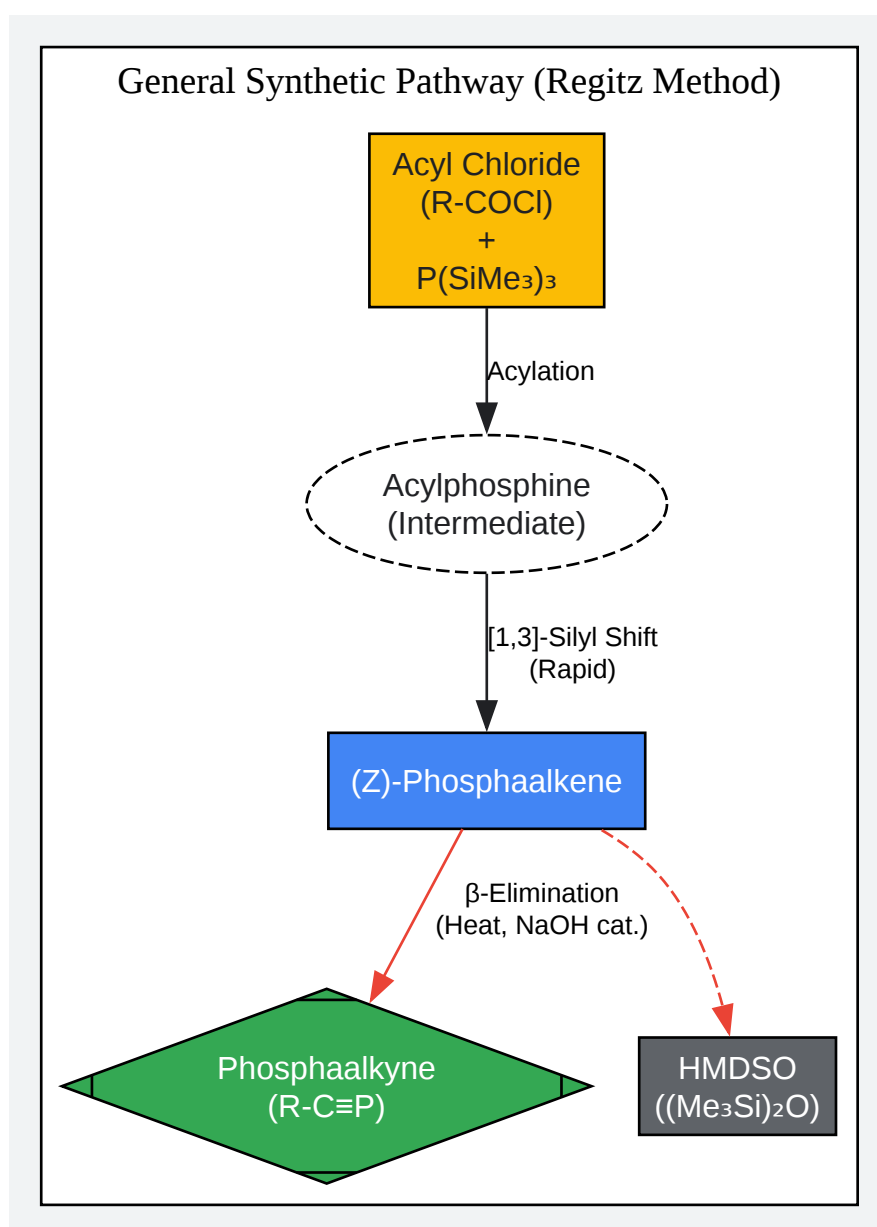 General Synthetic Pathway (Regitz Method)
Acyl Chloride
(R-COCl)
+
P(SiMe₃)₃
Acylation
Acylphosphine
(Intermediate)
[1,3]-Silyl Shift
(Rapid)
(Z)-Phosphaalkene
β-Elimination
(Heat, NaOH cat.)
Phosphaalkyne
(R-C≡P)
HMDSO
((Me₃Si)₂O)